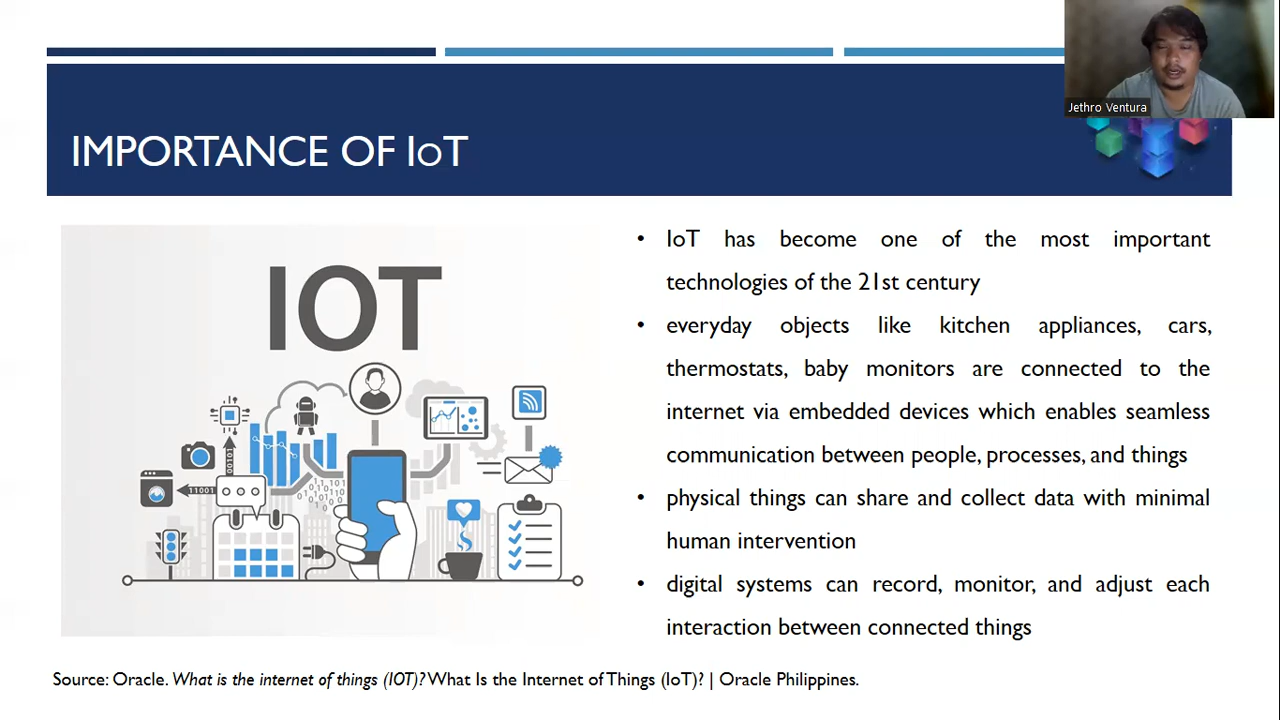 Jethro Ventura
IMPORTANCE OF IoT
IOT
11001
• IoT has become one of the most important
technologies of the 21st century
• everyday objects like kitchen appliances, cars,
thermostats, baby monitors are connected to the
internet via embedded devices which enables seamless
communication between people, processes, and things
• physical things can share and collect data with minimal
human intervention
• digital systems can record, monitor, and adjust each
interaction between connected things
Source: Oracle. What is the internet of things (IOT)? What Is the Internet of Things (IoT)? | Oracle Philippines.